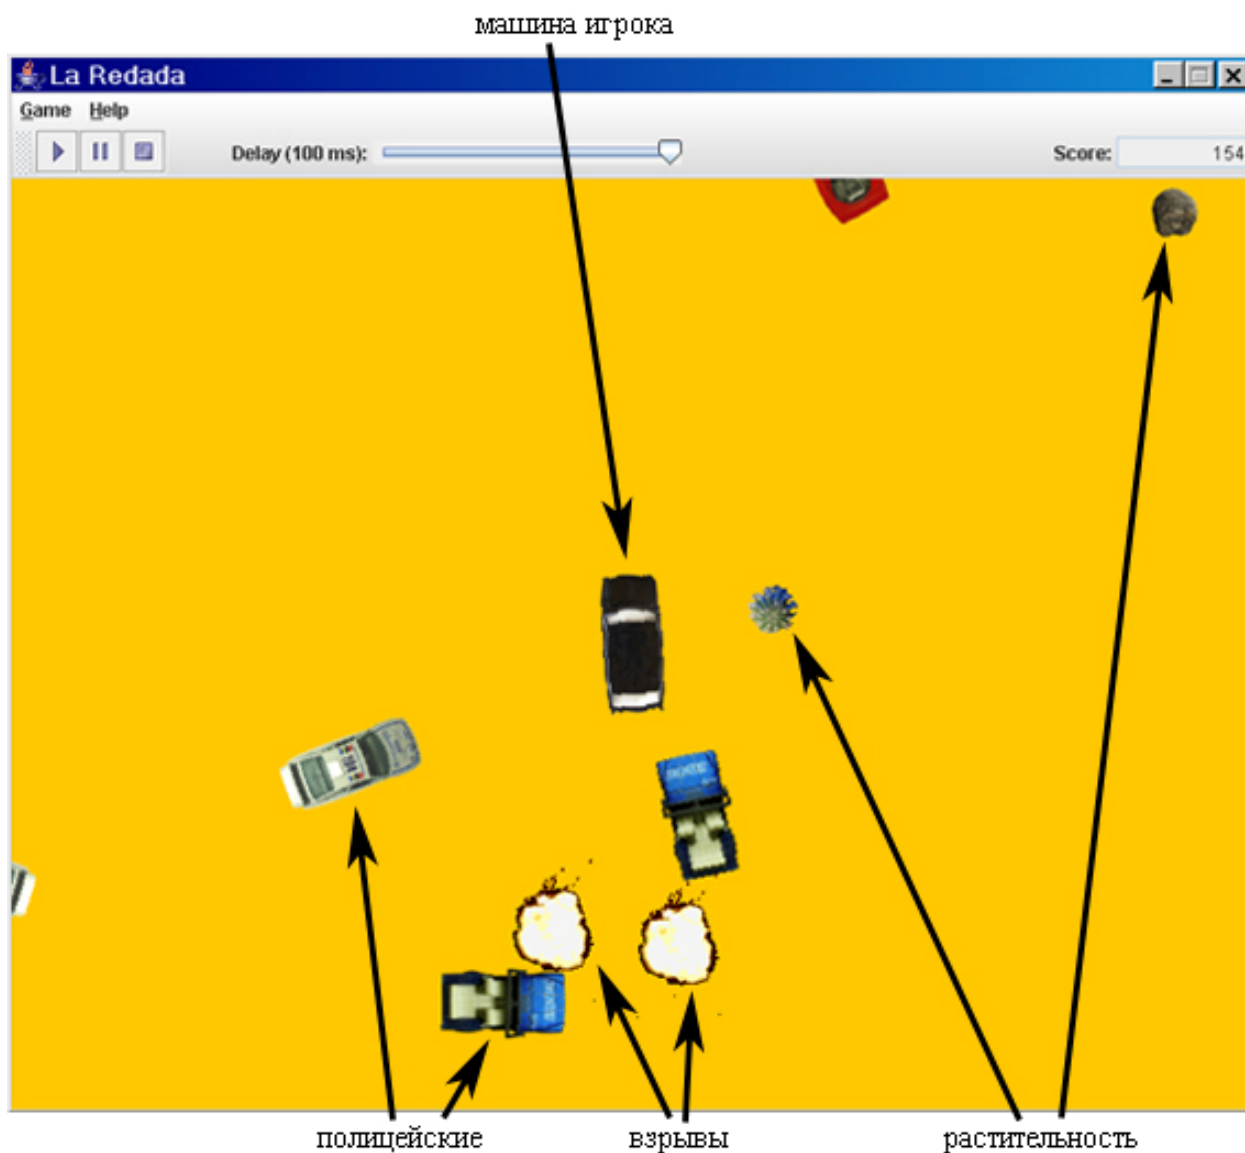 машина игрока
La Redada
Game Help
Delay (100 ms): Score: 154
полицейские взрывы растительность